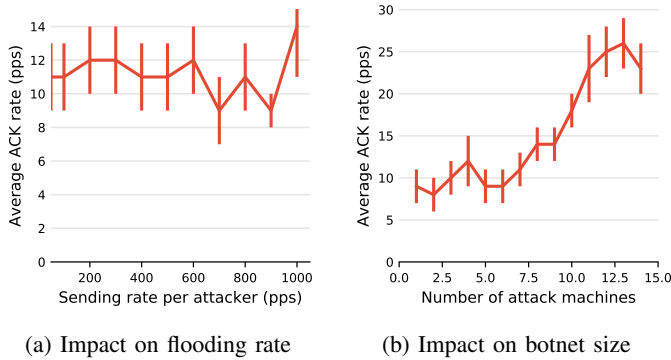 14
12
10
8
6
4
2
0
200 400 600 800 1000
Average ACK rate (pps)
Sending rate per attacker (pps)
(a) Impact on flooding rate
30
25
20
15
10
5
0
0.0 2.5 5.0 7.5 10.0 12.5 15.0
Average ACK rate (pps)
Number of attack machines
(b) Impact on botnet size